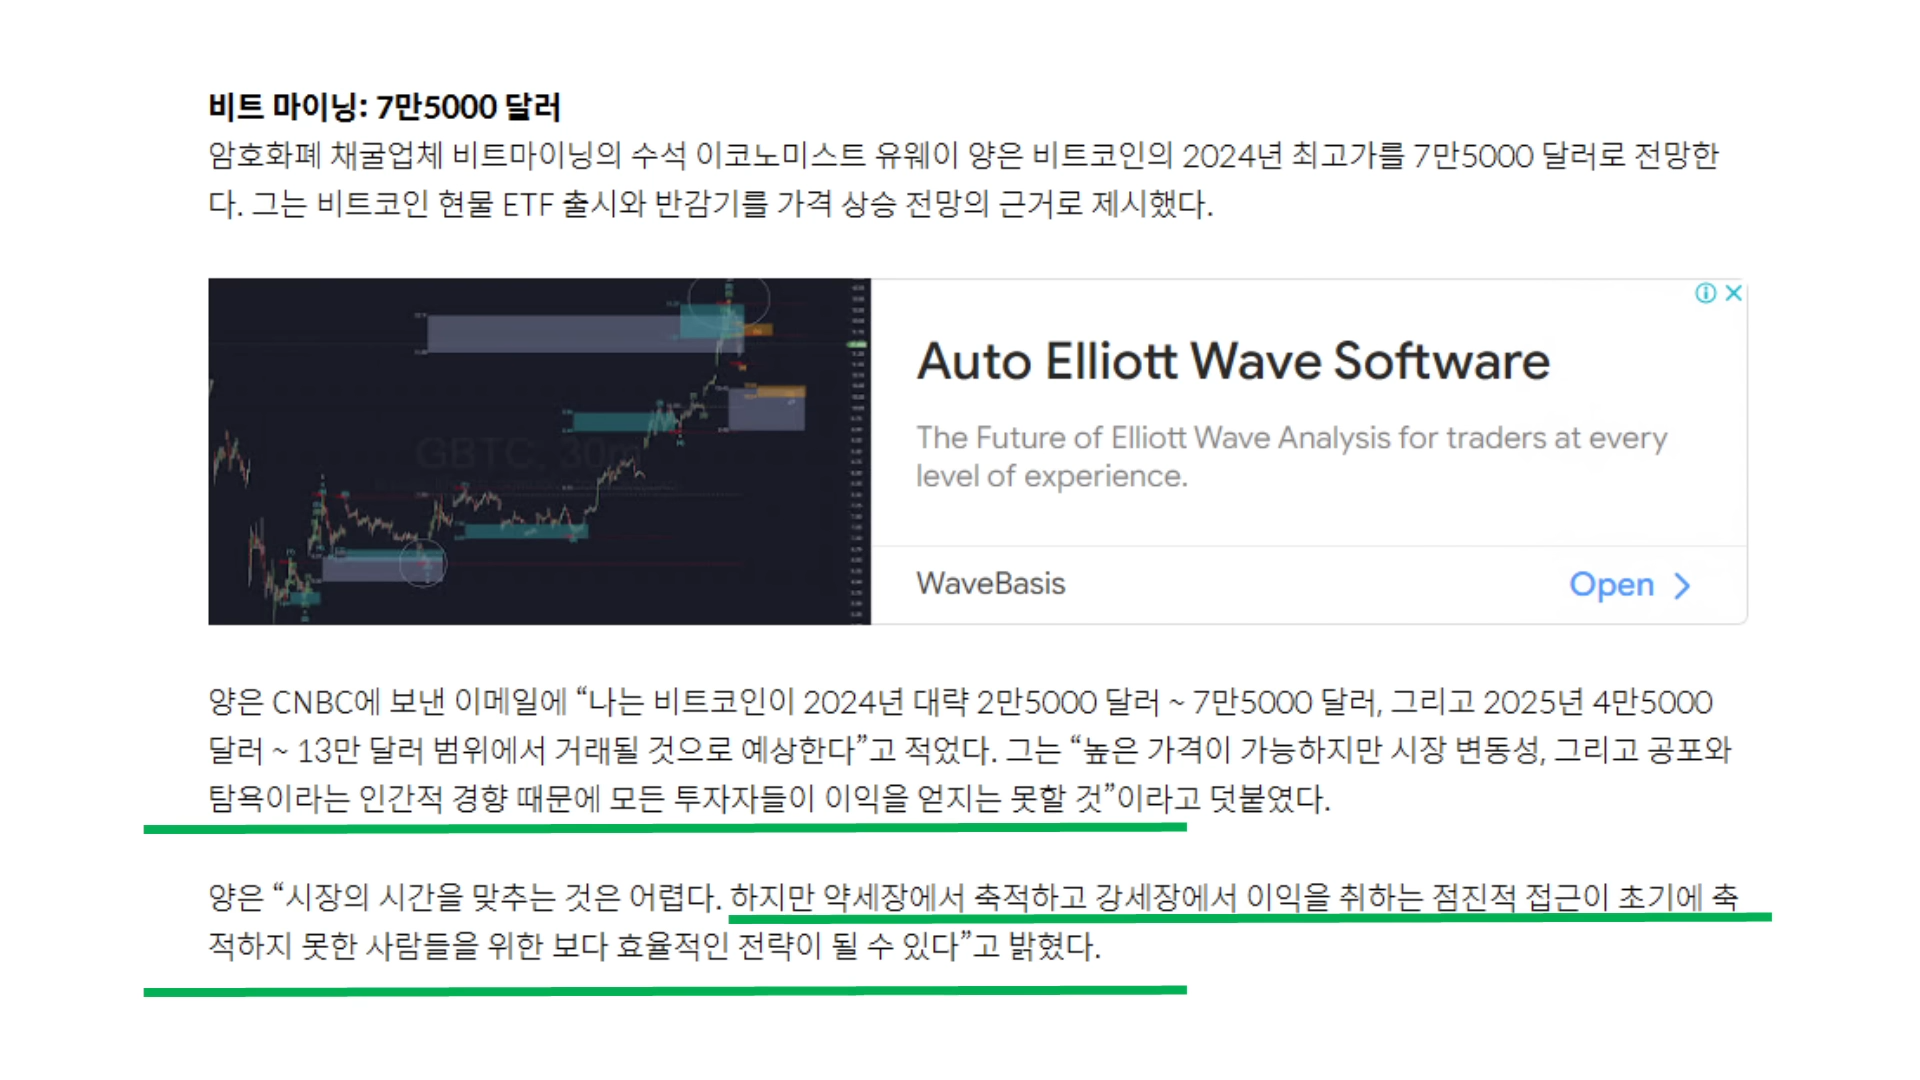 비트 마이닝: 7만5000 달러
암호화폐 채굴업체 비트마이닝의 수석 이코노미스트 유웨이 양은 비트코인의 2024년 최고가를 7만5000 달러로 전망한
다. 그는 비트코인 현물 ETF 출시와 반감기를 가격 상승 전망의 근거로 제시했다.
GBTC, 30m
Auto Elliott Wave Software
The Future of Elliott Wave Analysis for traders at every
level of experience.
WaveBasis
Open
양은 CNBC에 보낸 이메일에 “나는 비트코인이 2024년 대략 2만5000 달러 ~ 7만5000 달러, 그리고 2025년 4만5000
달러 ~ 13만 달러 범위에서 거래될 것으로 예상한다”고 적었다. 그는 “높은 가격이 가능하지만 시장 변동성, 그리고 공포와
탐욕이라는 인간적 경향 때문에 모든 투자자들이 이익을 얻지는 못할 것”이라고 덧붙였다.
양은 “시장의 시간을 맞추는 것은 어렵다. 하지만 약세장에서 축적하고 강세장에서 이익을 취하는 점진적 접근이 초기에 축
적하지 못한 사람들을 위한 보다 효율적인 전략이 될 수 있다”고 밝혔다.